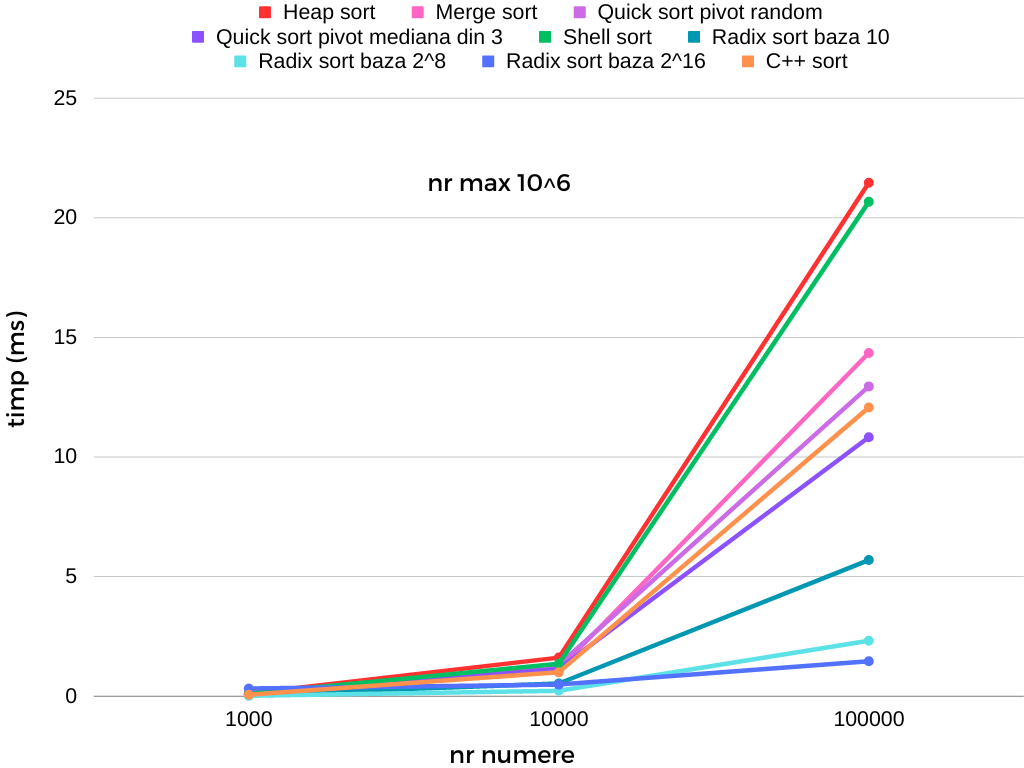 Heap sort Merge sort Quick sort pivot random
Quick sort pivot mediana din 3 Shell sort Radix sort baza 10
Radix sort baza 2^8 Radix sort baza 2^16 C++ sort
25
nr max 10^6
20
15
timp (ms)
10
5
0
1000 10000 100000
nr numere